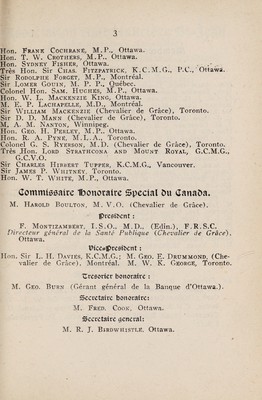 3
Hon. FRANK COCHRANE, M.P., Ottawa.
Hon. T. W. CROTHERS, M.P., Ottawa.
Hon. SYDNEY FISHER, Ottawa.
Très Hon. Sir CHAS. FITZPATRICK, K.C.M.G., P.C., Ottawa.
Sir RODOLPHE FORGET, M.P., Montréal.
Sir LOMER GOUIN, M.P.P., Québec.
Colonel Hon. SAM. HUGHES, M.P., Ottawa.
Hon. W. L. MACKENZIE KING, Ottawa.
M. E. P. LACHAPELLE, M.D., Montréal.
Sir WILLIAM MACKENZIE (Chevalier de Grâce), Toronto.
Sir D. D. MANN (Chevalier de Grâce), Toronto.
M. A. M. NANTON, Winnipeg.
Hon. GEO. H. PERLEY, M.P., Ottawa.
Hon. R. A. PYNE, M.L.A., Toronto.
Colonel G. S. RYERSON, M.D. (Chevalier de Grâce), Toronto.
Très Hon. LORD STRATHCONA AND MOUNT ROYAL, G.C.M.G.,
G.C.V.O.
Sir CHARLES HIBBERT TUPPER, K.C.M.G., Vancouver.
Sir JAMES P. WHITNEY, Toronto.
Hon. W. T. WHITE, M.P., Ottawa.
Commissaire Honoraire Special du Canada.
M. HAROLD BOULTON, M.V.O. (Chevalier de Grâce).
Président :
F. MONTIZAMBERT, I.S.O., M.D., (Edin.), F.R.S.C.
Directeur général de la Santé Publique (Chevalier de Grâce),
Ottawa.
Vice-Président :
Hon. Sir L. H. DAVIES, K.C.M.G.; M. GEO. E. DRUMMOND, (Che-
valier de Grâce), Montréal. M. W. K. GEORGE, Toronto.
Tresorier honoraire :
M. GEO. BURN (Gérant général de la Banque d'Ottawa.).
Secretaire honoraire:
M. FRED. COOK, Ottawa.
Secretaire general:
M. R. J. BIRDWHISTLE, Ottawa.